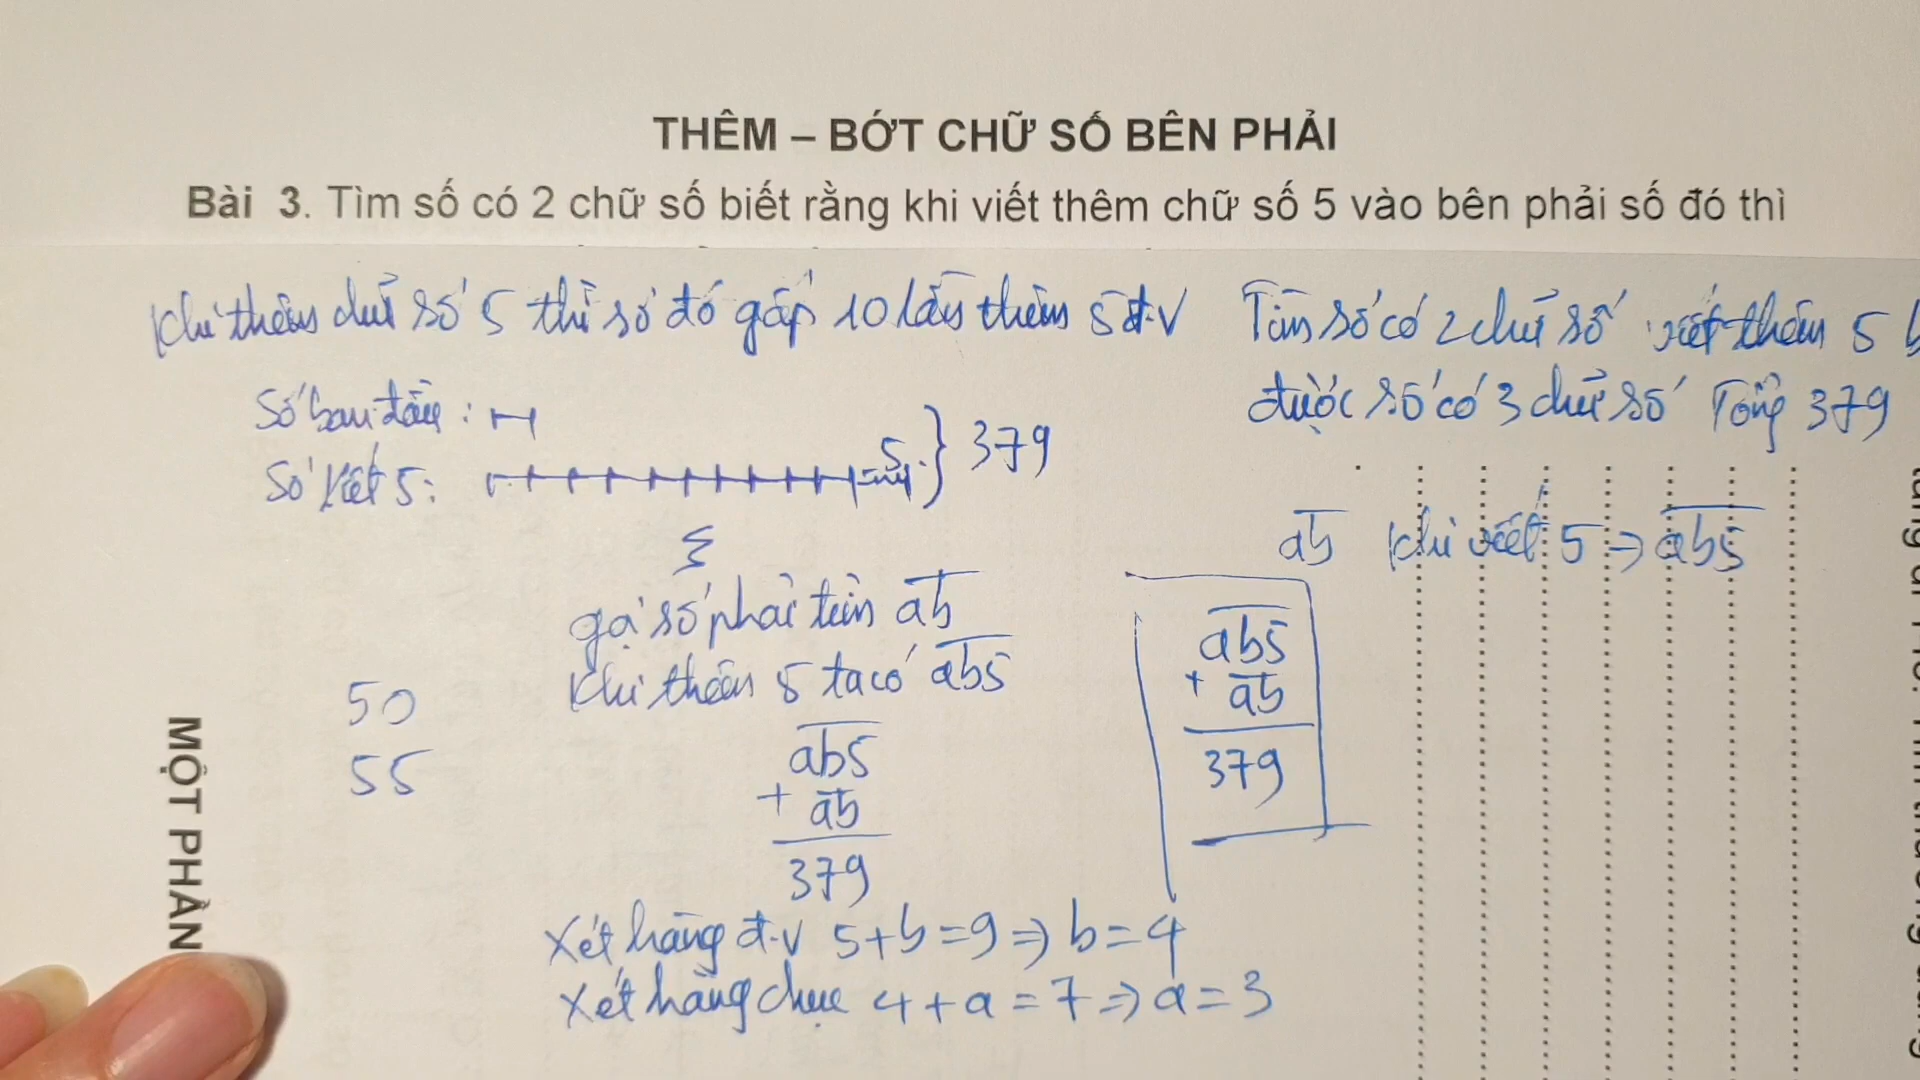 THÊM – BỚT CHỮ SỐ BÊN PHẢI
Bài 3. Tìm số có 2 chữ số biết rằng khi viết thêm chữ số 5 vào bên phải số đó thì
Khi thêm chữ số 5 thì số đó gấp 10 lần thêm 5 đ.v
Số ban đầu :
Số viết 5 :
5
379
gọi số phải tìm ab
Khi thêm 5 ta có ab5
50
55
ab5
+ ab
379
Xét hàng đ.v 5 + b = 9 => b = 4
Xét hàng chục 4 + a = 7 => a = 3
Tìm số có 2 chữ số viết thêm 5
được số có 3 chữ số Tổng 379
ab khi viết 5 => ab5
ab5
+ ab
379
MỘT PHẦN